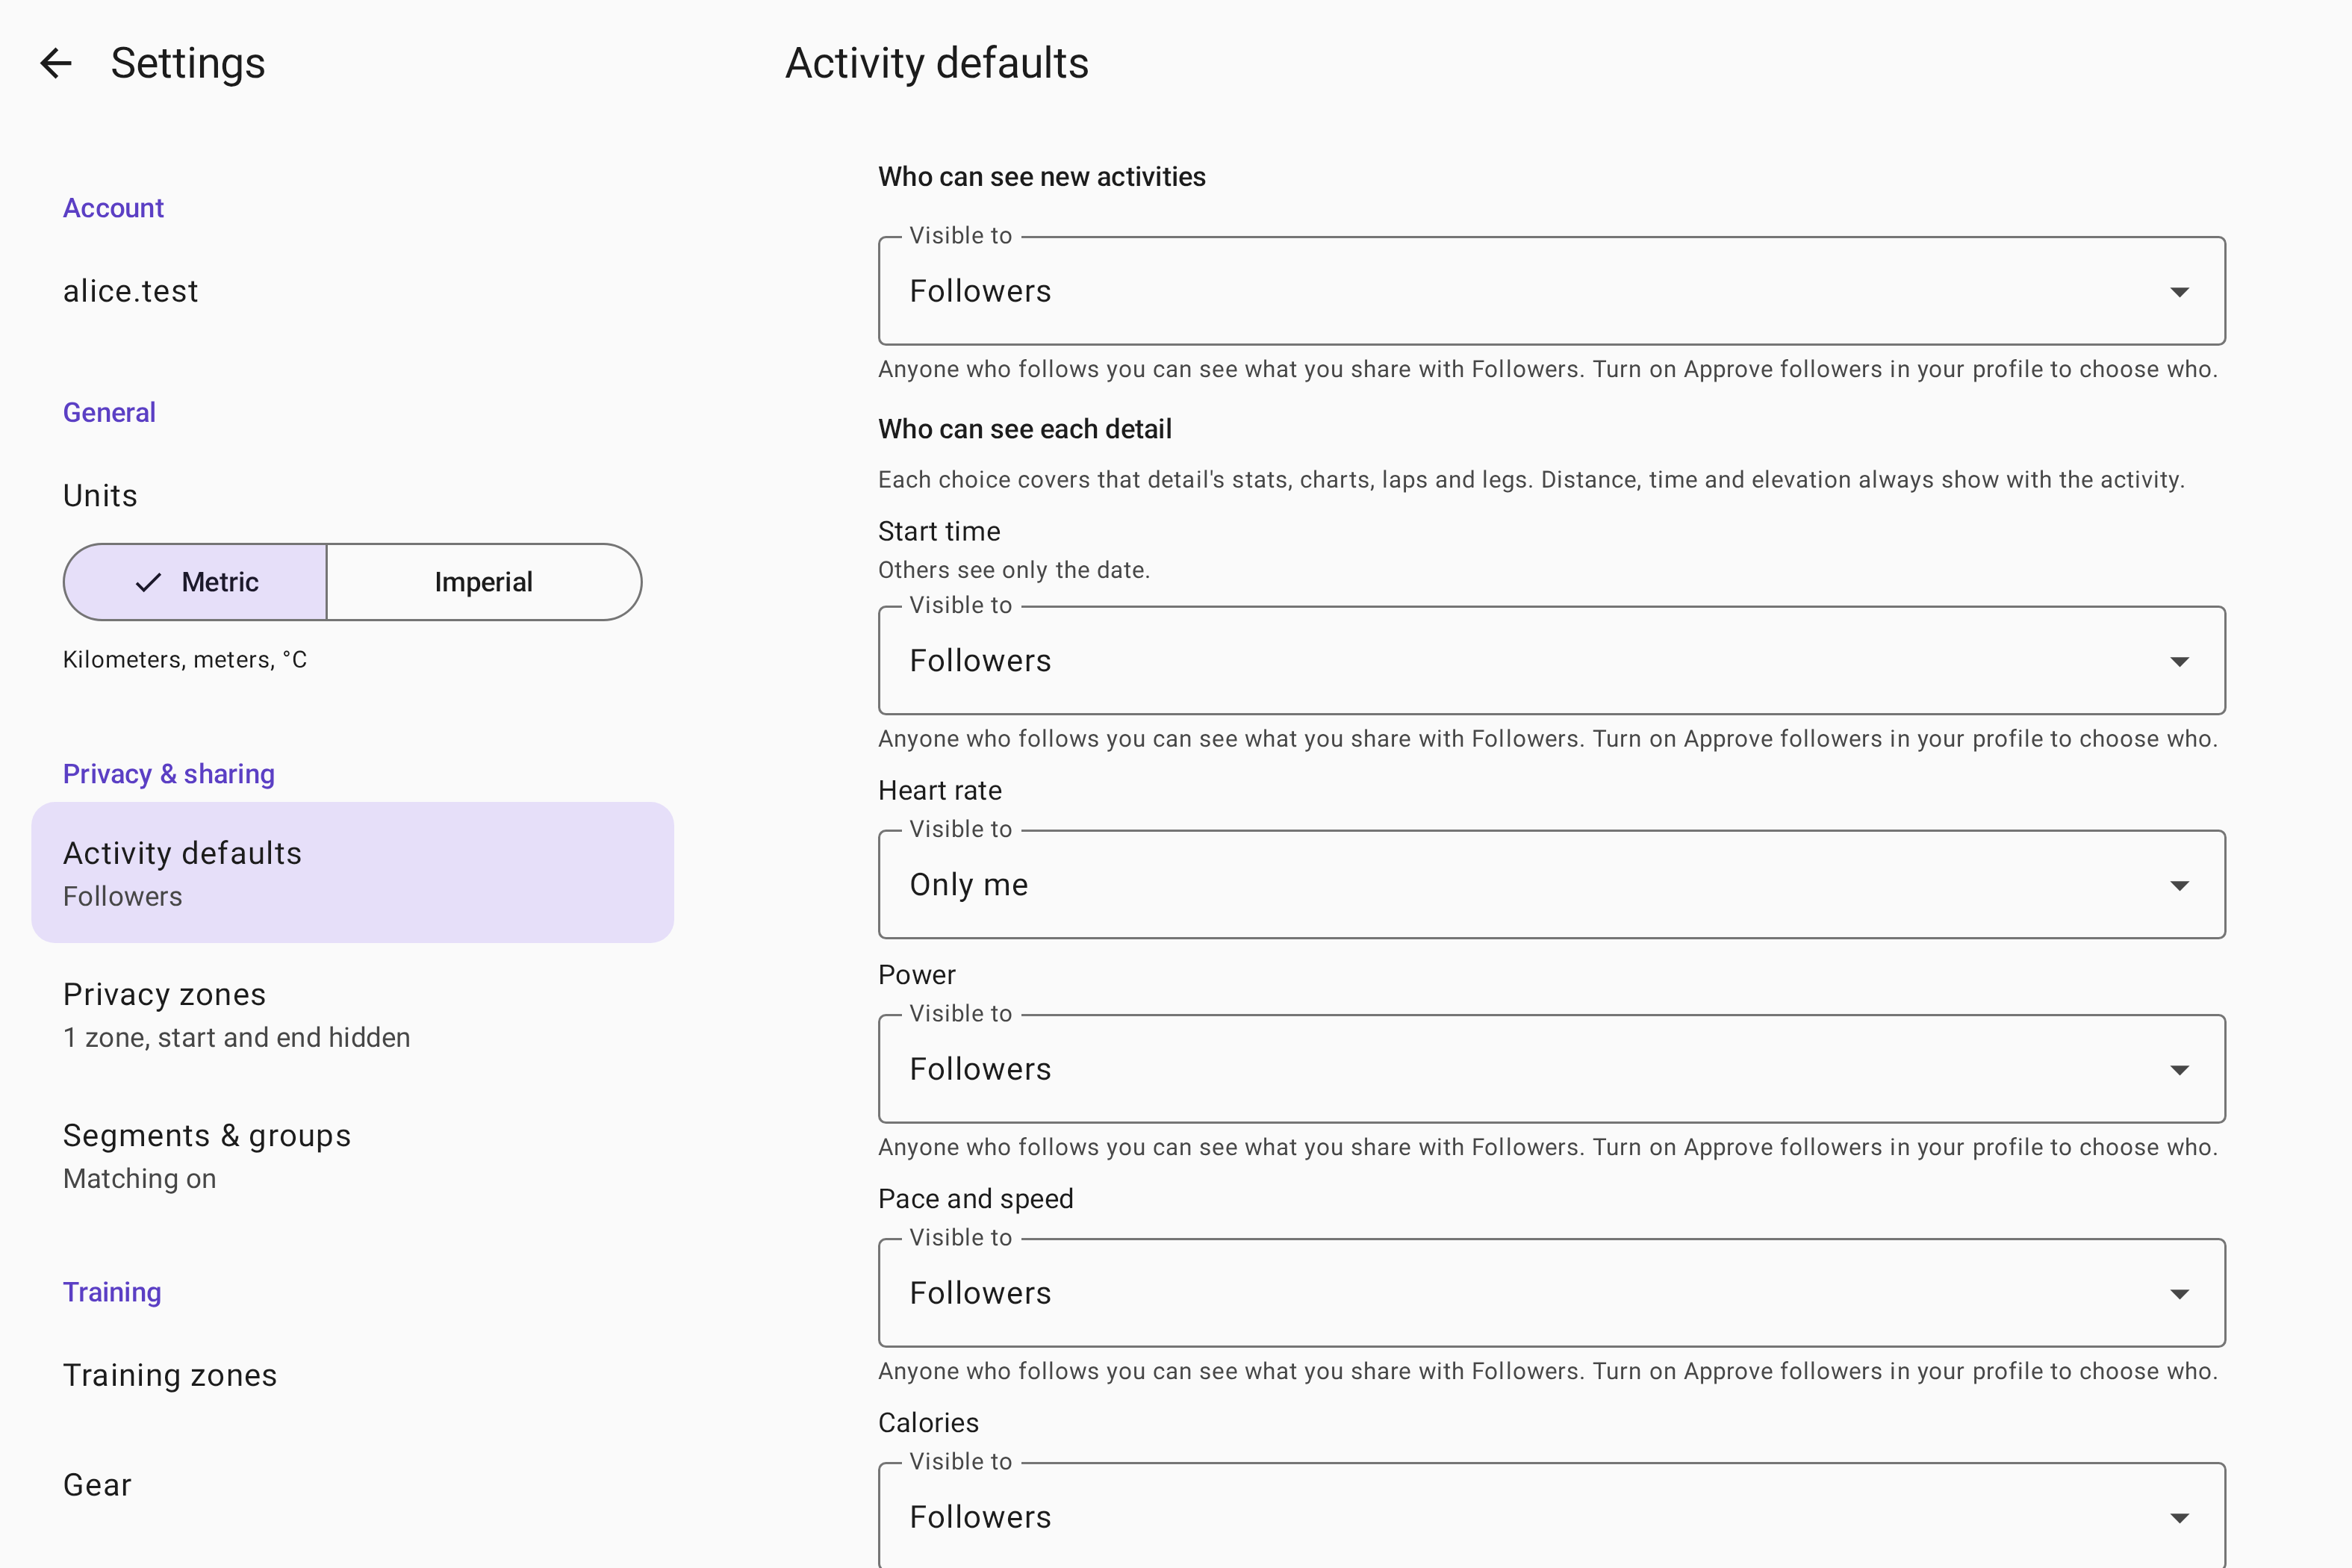 Settings
Account
alice.test
General
Units
Metric
Imperial
Kilometers, meters, °C
Privacy & sharing
Activity defaults
Followers
Privacy zones
1 zone, start and end hidden
Segments & groups
Matching on
Training
Training zones
Gear
Activity defaults
Who can see new activities
Visible to
Followers
Anyone who follows you can see what you share with Followers. Turn on Approve followers in your profile to choose who.
Who can see each detail
Each choice covers that detail's stats, charts, laps and legs. Distance, time and elevation always show with the activity.
Start time
Others see only the date.
Visible to
Followers
Anyone who follows you can see what you share with Followers. Turn on Approve followers in your profile to choose who.
Heart rate
Visible to
Only me
Power
Visible to
Followers
Anyone who follows you can see what you share with Followers. Turn on Approve followers in your profile to choose who.
Pace and speed
Visible to
Followers
Anyone who follows you can see what you share with Followers. Turn on Approve followers in your profile to choose who.
Calories
Visible to
Followers